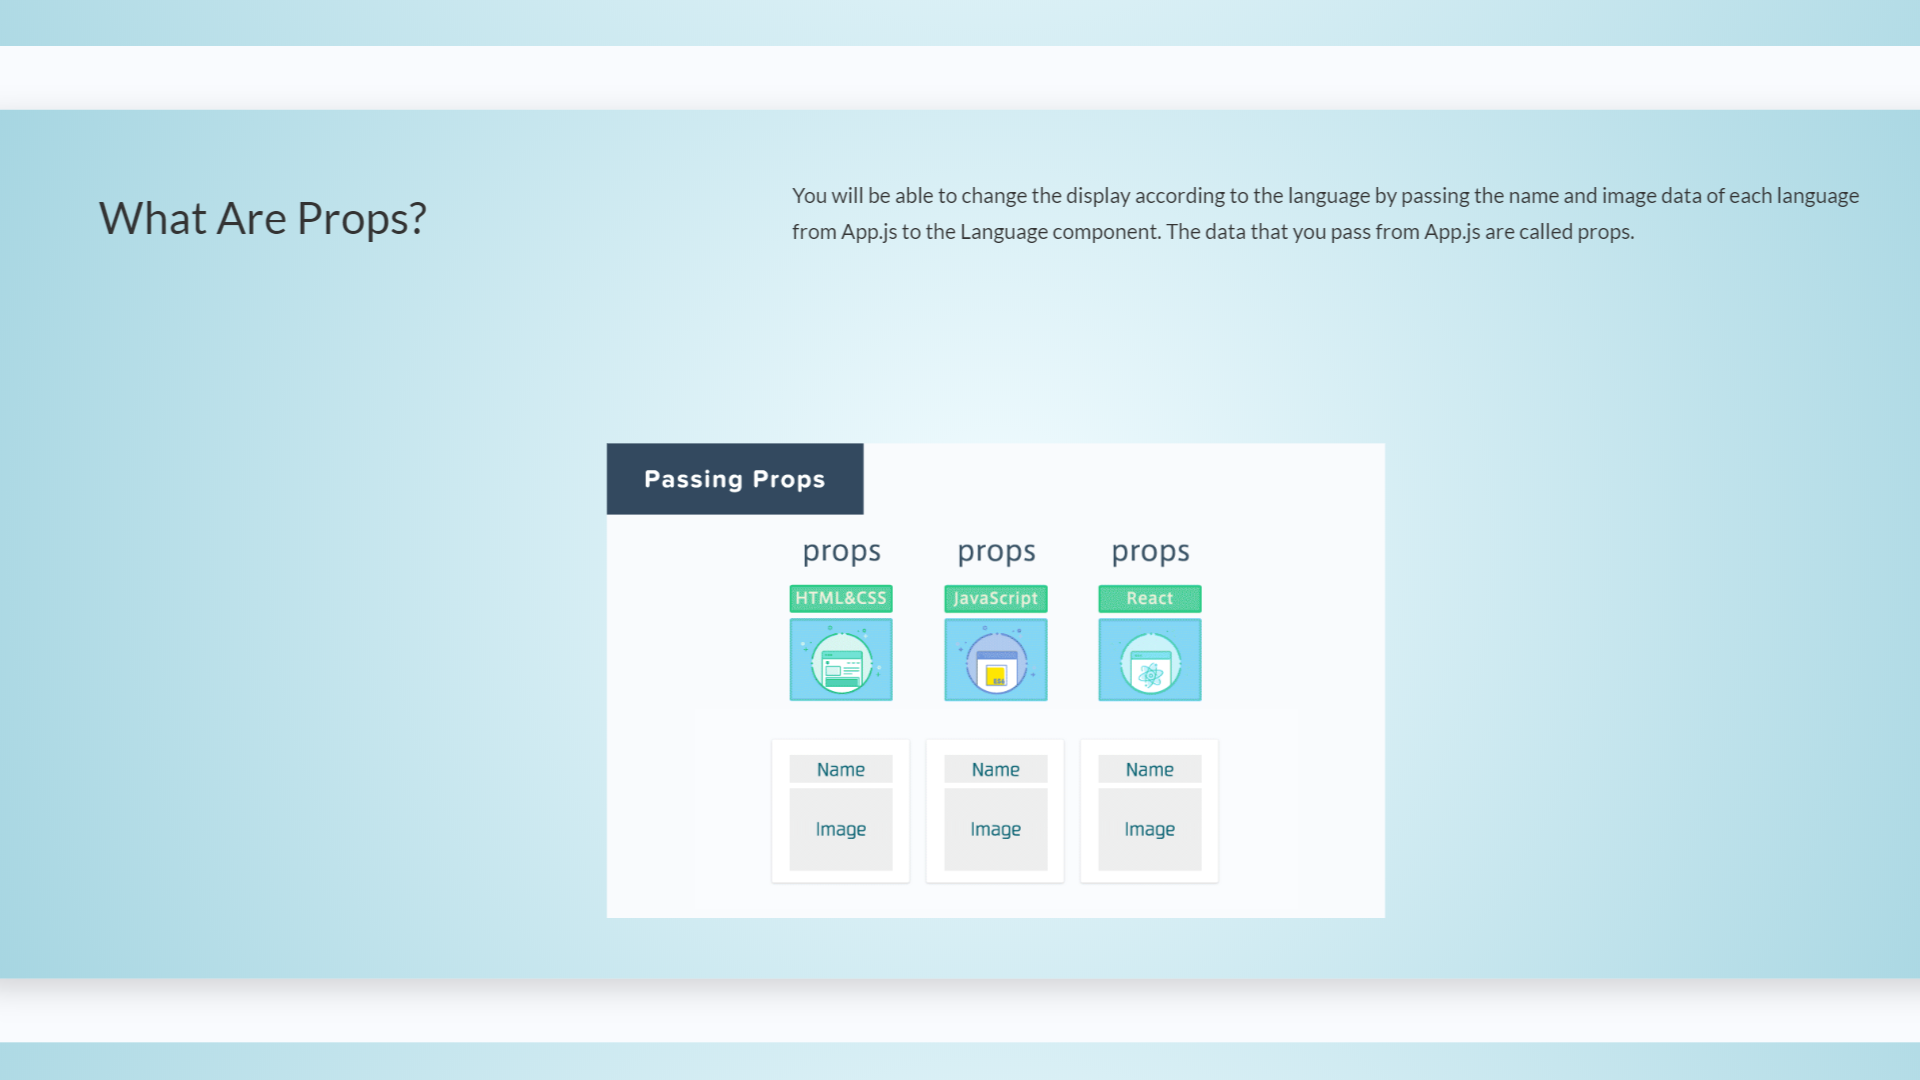 What Are Props?
You will be able to change the display according to the language by passing the name and image data of each language
from App.js to the Language component. The data that you pass from App.js are called props.
Passing Props
props props props
HTML&CSS JavaScript React
ES6
Name Name Name
Image Image Image